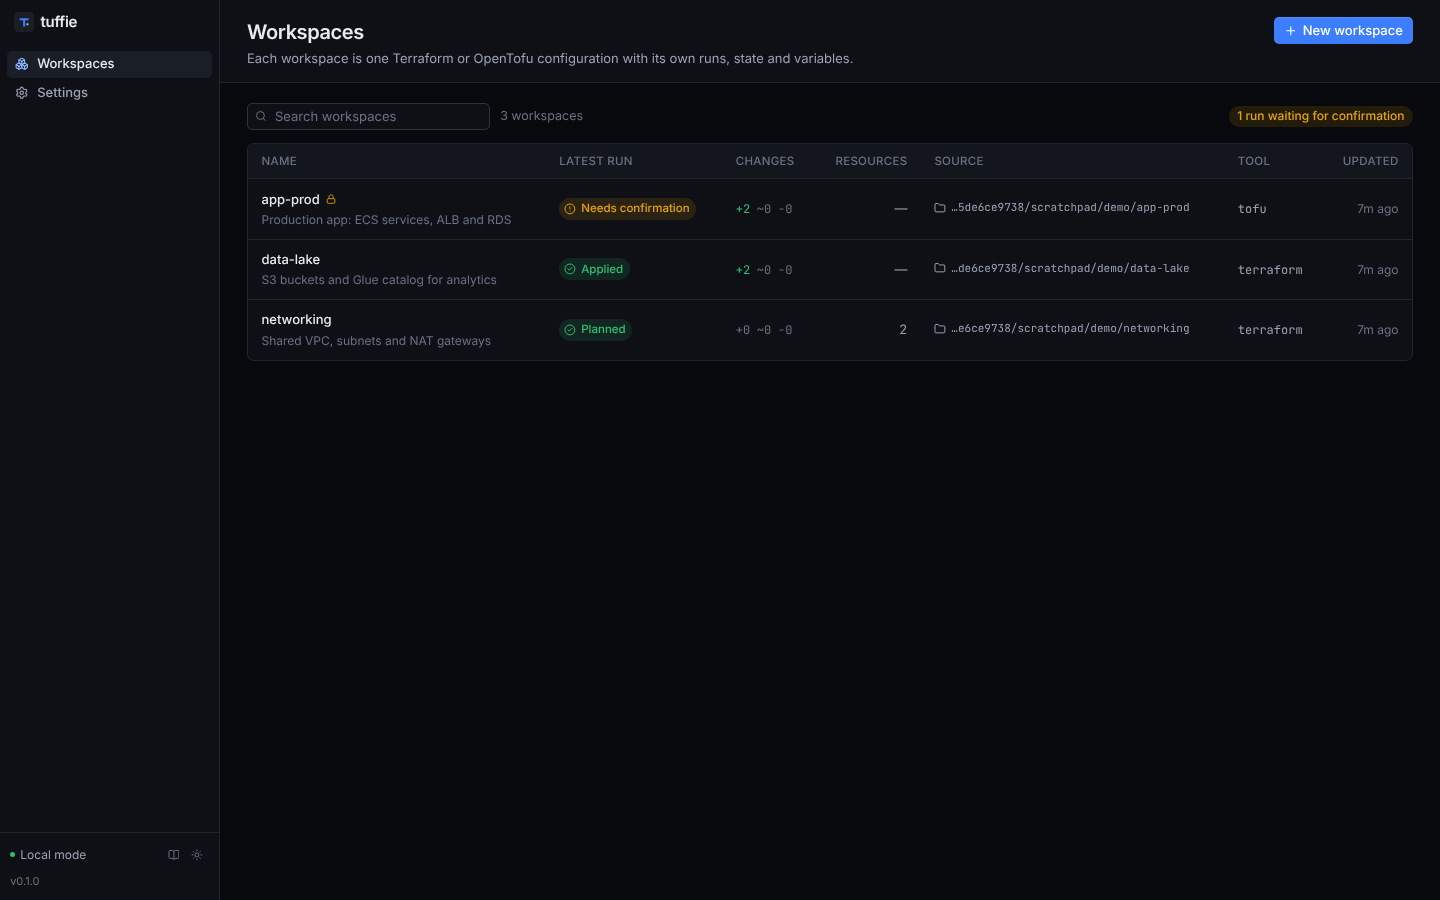 tuffie
Workspaces
Settings
Workspaces
Each workspace is one Terraform or OpenTofu configuration with its own runs, state and variables.
+ New workspace
Search workspaces
3 workspaces
1 run waiting for confirmation
NAME LATEST RUN CHANGES RESOURCES SOURCE TOOL UPDATED
app-prod
Production app: ECS services, ALB and RDS
Needs confirmation
+2 ~0 -0
—
…5de6ce9738/scratchpad/demo/app-prod
tofu
7m ago
data-lake
S3 buckets and Glue catalog for analytics
Applied
+2 ~0 -0
—
…de6ce9738/scratchpad/demo/data-lake
terraform
7m ago
networking
Shared VPC, subnets and NAT gateways
Planned
+0 ~0 -0
2
…e6ce9738/scratchpad/demo/networking
terraform
7m ago
Local mode
v0.1.0